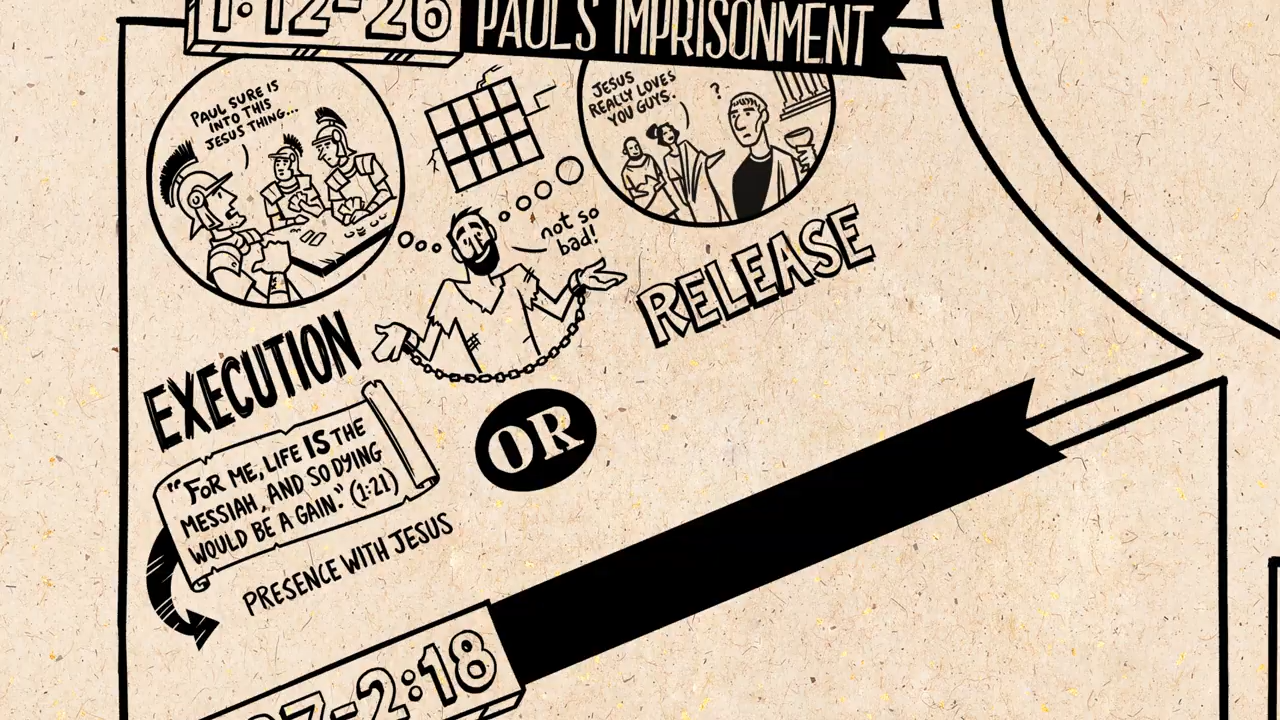 1:12-26 PAUL'S IMPRISONMENT
PAUL SURE IS
INTO THIS
JESUS THING...
JESUS
REALLY LOVES
YOU GUYS.
?
not so
bad!
RELEASE
EXECUTION
OR
"FOR ME, LIFE IS THE
MESSIAH, AND SO DYING
WOULD BE A GAIN." (1:21)
PRESENCE WITH JESUS
7-2:18